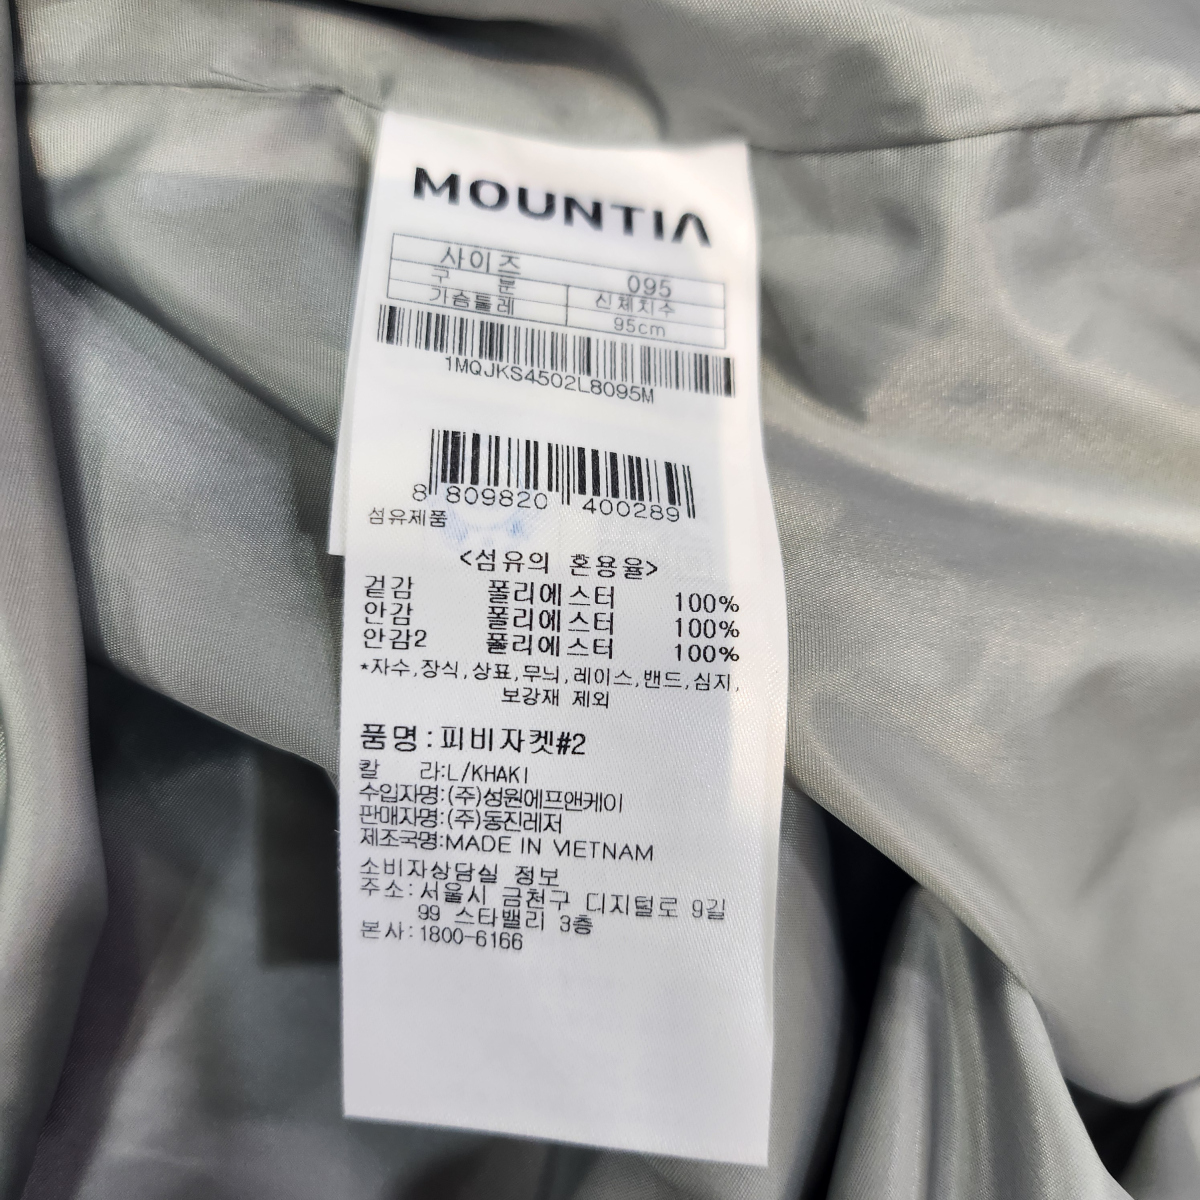 MOUNTIA
사이즈 095
구 분 신체치수
가슴둘레 95cm
1MQJKS4502L8095M
8 809820 400289
섬유제품
<섬유의 혼용율>
겉감 폴리에스터 100%
안감 폴리에스터 100%
안감2 폴리에스터 100%
*자수,장식,상표,무늬,레이스,밴드,심지,
보강재 제외
품명:피비자켓#2
칼 라:L/KHAKI
수입자명:(주)성원에프앤케이
판매자명:(주)동진레저
제조국명:MADE IN VIETNAM
소비자상담실 정보
주소:서울시 금천구 디지털로 9길
99 스타밸리 3층
본사:1800-6166